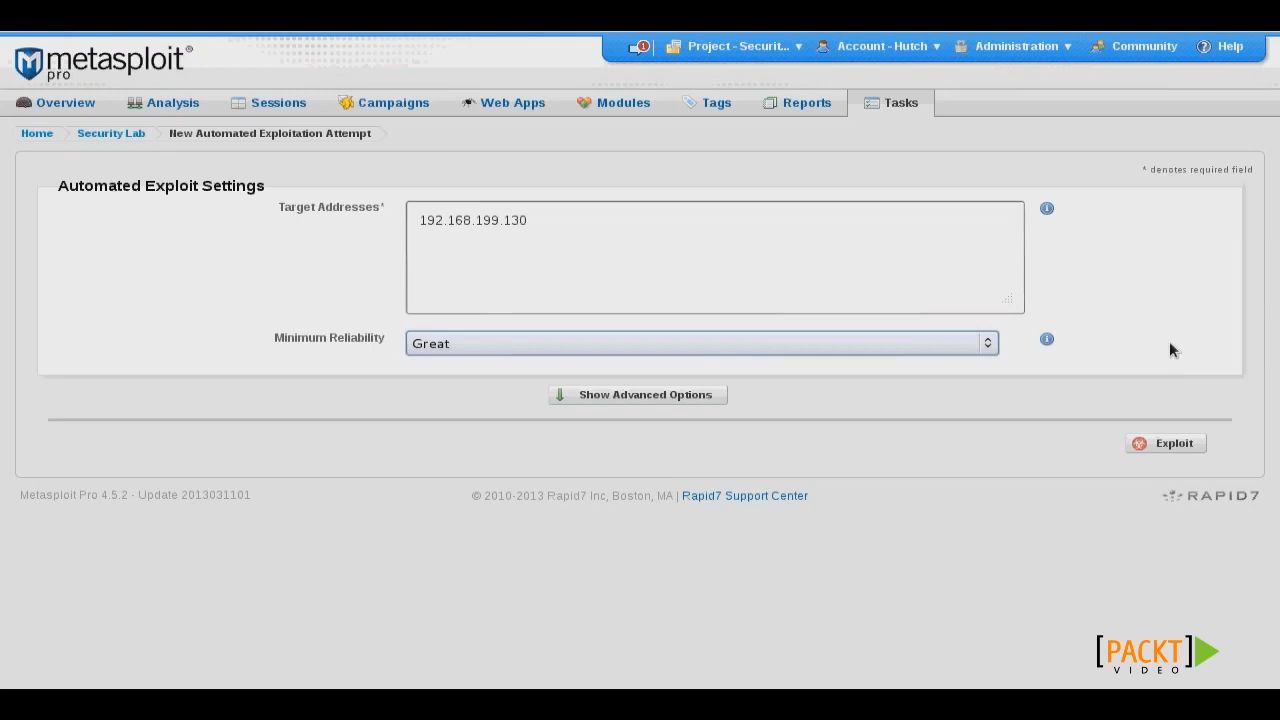 metasploit®
pro
1 Project - Securit... ▼ Account - Hutch ▼ Administration ▼ Community Help
Overview Analysis Sessions Campaigns Web Apps Modules Tags Reports Tasks
Home Security Lab New Automated Exploitation Attempt
* denotes required field
Automated Exploit Settings
Target Addresses*
192.168.199.130
Minimum Reliability
Great
Show Advanced Options
Exploit
Metasploit Pro 4.5.2 - Update 2013031101
© 2010-2013 Rapid7 Inc, Boston, MA | Rapid7 Support Center
RAPID7
[PACKT]
VIDEO